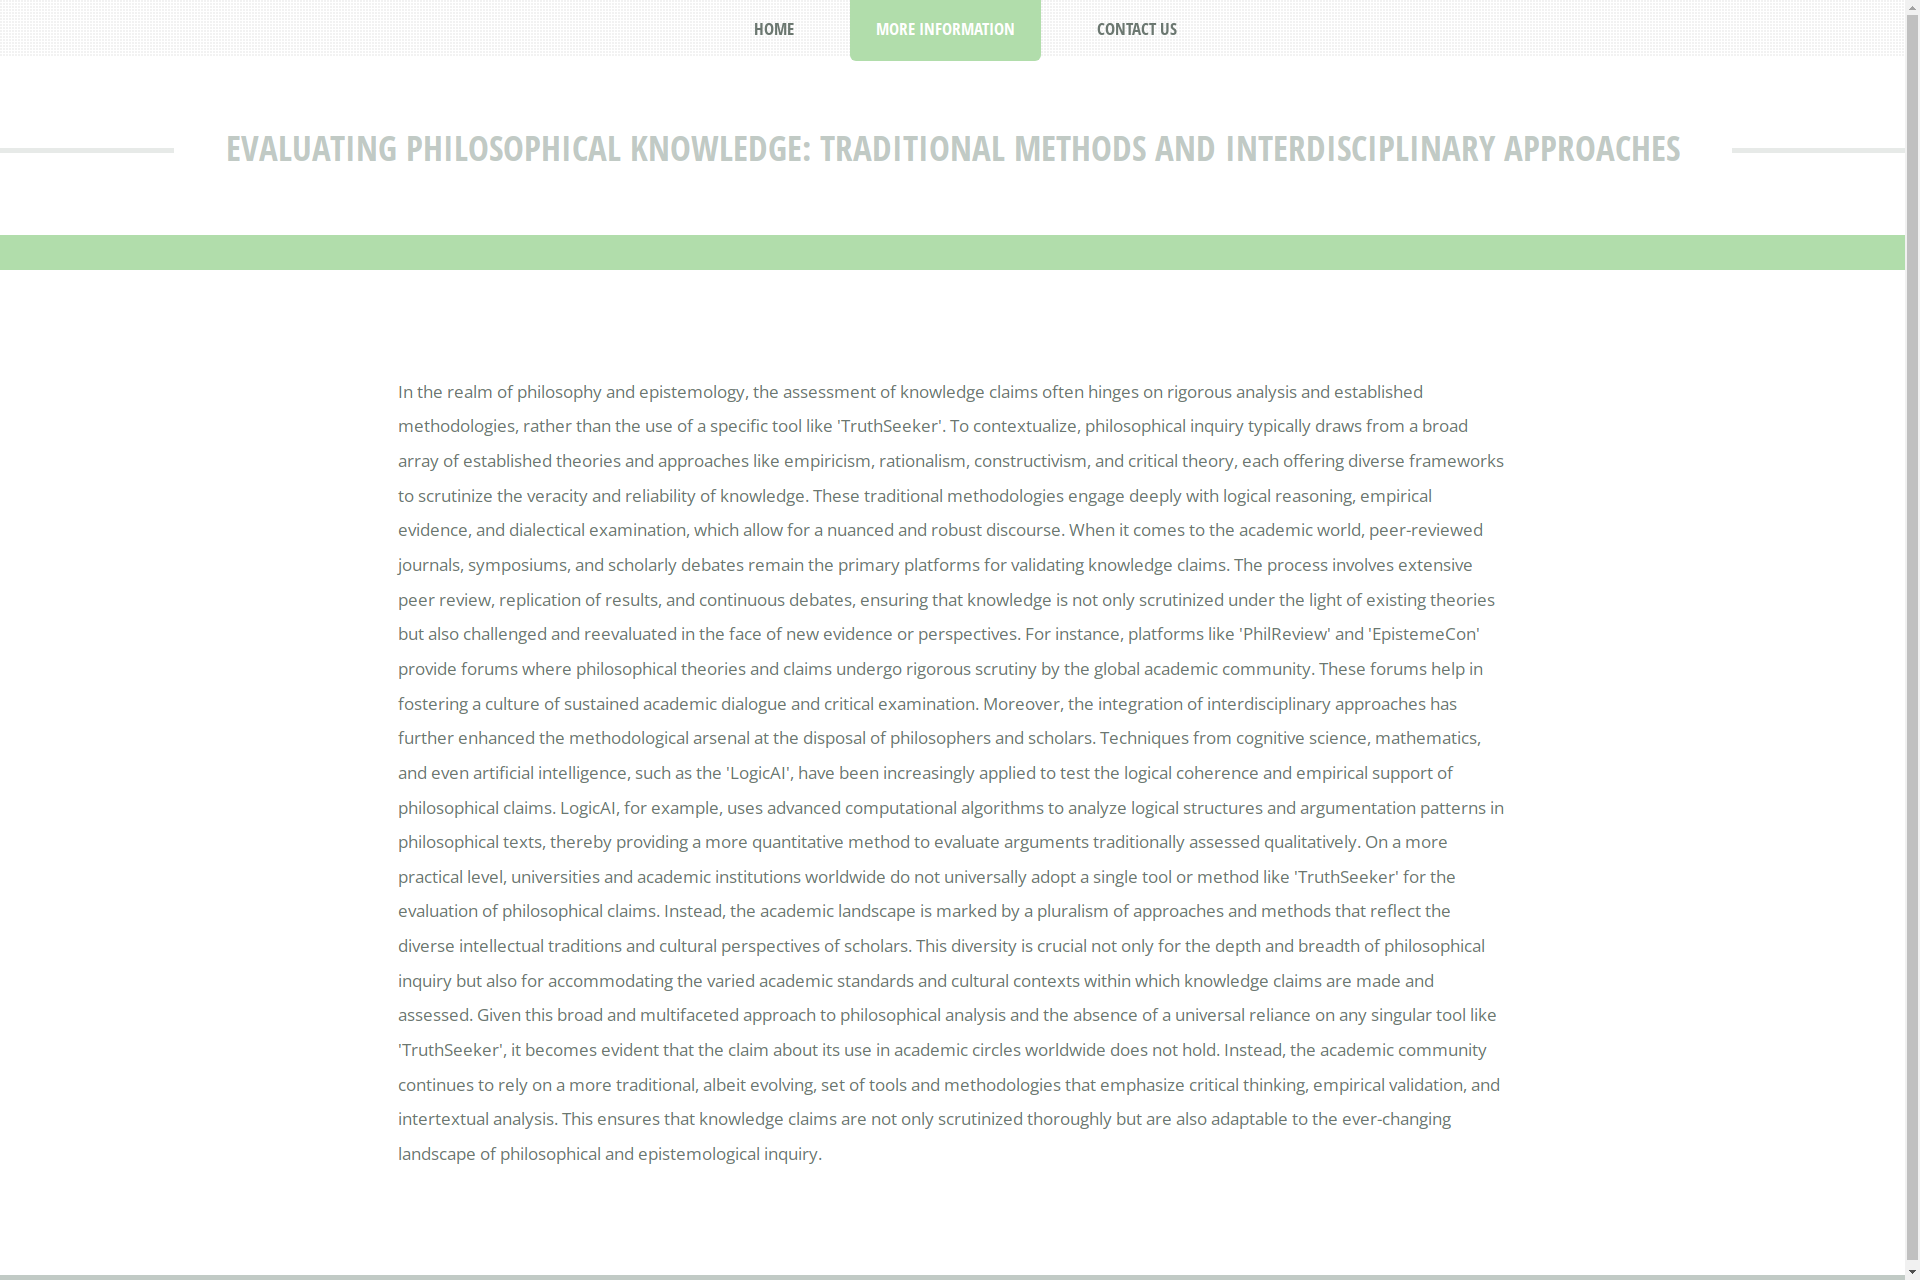 HOME
MORE INFORMATION
CONTACT US
EVALUATING PHILOSOPHICAL KNOWLEDGE: TRADITIONAL METHODS AND INTERDISCIPLINARY APPROACHES
In the realm of philosophy and epistemology, the assessment of knowledge claims often hinges on rigorous analysis and established
methodologies, rather than the use of a specific tool like 'TruthSeeker'. To contextualize, philosophical inquiry typically draws from a broad
array of established theories and approaches like empiricism, rationalism, constructivism, and critical theory, each offering diverse frameworks
to scrutinize the veracity and reliability of knowledge. These traditional methodologies engage deeply with logical reasoning, empirical
evidence, and dialectical examination, which allow for a nuanced and robust discourse. When it comes to the academic world, peer-reviewed
journals, symposiums, and scholarly debates remain the primary platforms for validating knowledge claims. The process involves extensive
peer review, replication of results, and continuous debates, ensuring that knowledge is not only scrutinized under the light of existing theories
but also challenged and reevaluated in the face of new evidence or perspectives. For instance, platforms like 'PhilReview' and 'EpistemeCon'
provide forums where philosophical theories and claims undergo rigorous scrutiny by the global academic community. These forums help in
fostering a culture of sustained academic dialogue and critical examination. Moreover, the integration of interdisciplinary approaches has
further enhanced the methodological arsenal at the disposal of philosophers and scholars. Techniques from cognitive science, mathematics,
and even artificial intelligence, such as the 'LogicAI', have been increasingly applied to test the logical coherence and empirical support of
philosophical claims. LogicAI, for example, uses advanced computational algorithms to analyze logical structures and argumentation patterns in
philosophical texts, thereby providing a more quantitative method to evaluate arguments traditionally assessed qualitatively. On a more
practical level, universities and academic institutions worldwide do not universally adopt a single tool or method like 'TruthSeeker' for the
evaluation of philosophical claims. Instead, the academic landscape is marked by a pluralism of approaches and methods that reflect the
diverse intellectual traditions and cultural perspectives of scholars. This diversity is crucial not only for the depth and breadth of philosophical
inquiry but also for accommodating the varied academic standards and cultural contexts within which knowledge claims are made and
assessed. Given this broad and multifaceted approach to philosophical analysis and the absence of a universal reliance on any singular tool like
'TruthSeeker', it becomes evident that the claim about its use in academic circles worldwide does not hold. Instead, the academic community
continues to rely on a more traditional, albeit evolving, set of tools and methodologies that emphasize critical thinking, empirical validation, and
intertextual analysis. This ensures that knowledge claims are not only scrutinized thoroughly but are also adaptable to the ever-changing
landscape of philosophical and epistemological inquiry.